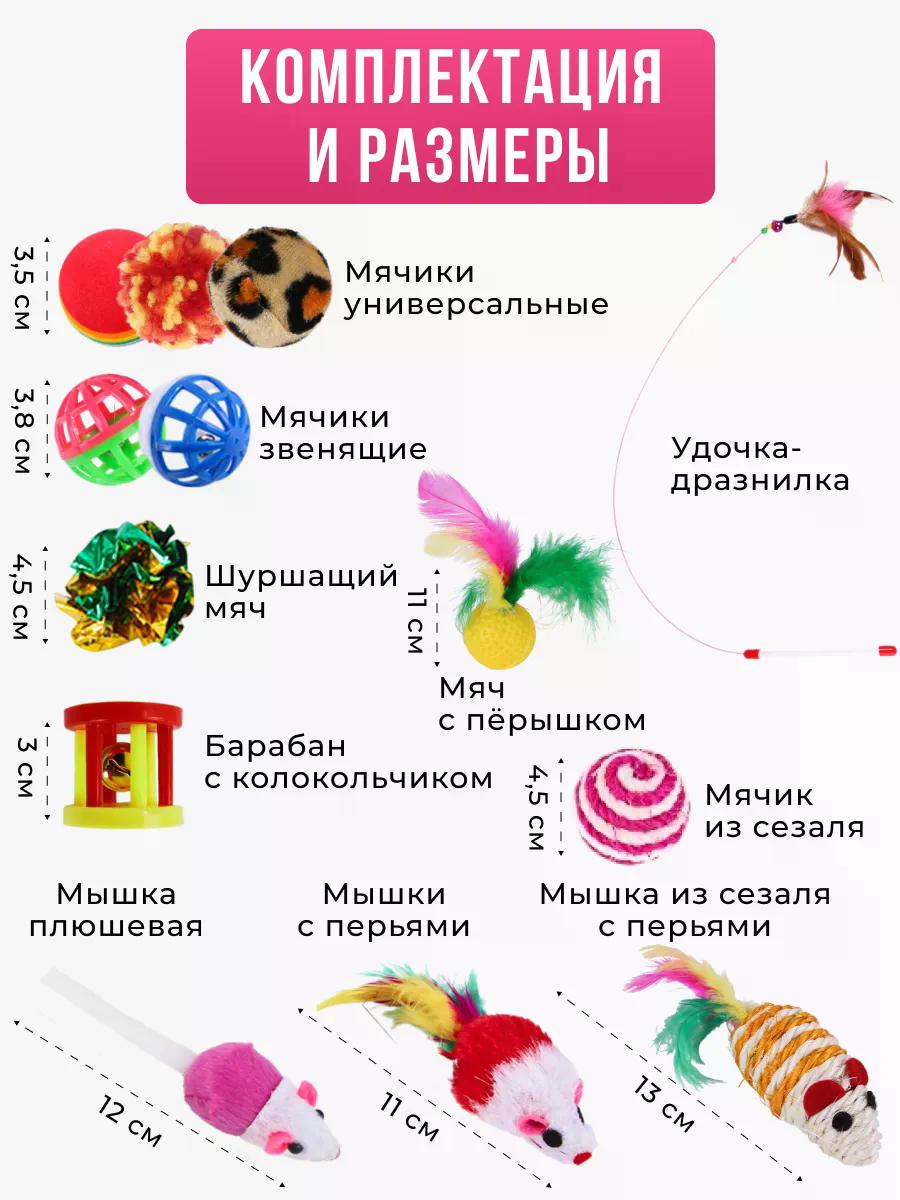 КОМПЛЕКТАЦИЯ
И РАЗМЕРЫ
3,5 см
Мячики
универсальные
3,8 см
Мячики
звенящие
Удочка-
дразнилка
4,5 см
Шуршащий
мяч
11 см
Мяч
с пёрышком
3 см
Барабан
с колокольчиком
4,5 см
Мячик
из сезаля
Мышка
плюшевая
12 см
Мышки
с перьями
11 см
Мышка из сезаля
с перьями
13 см